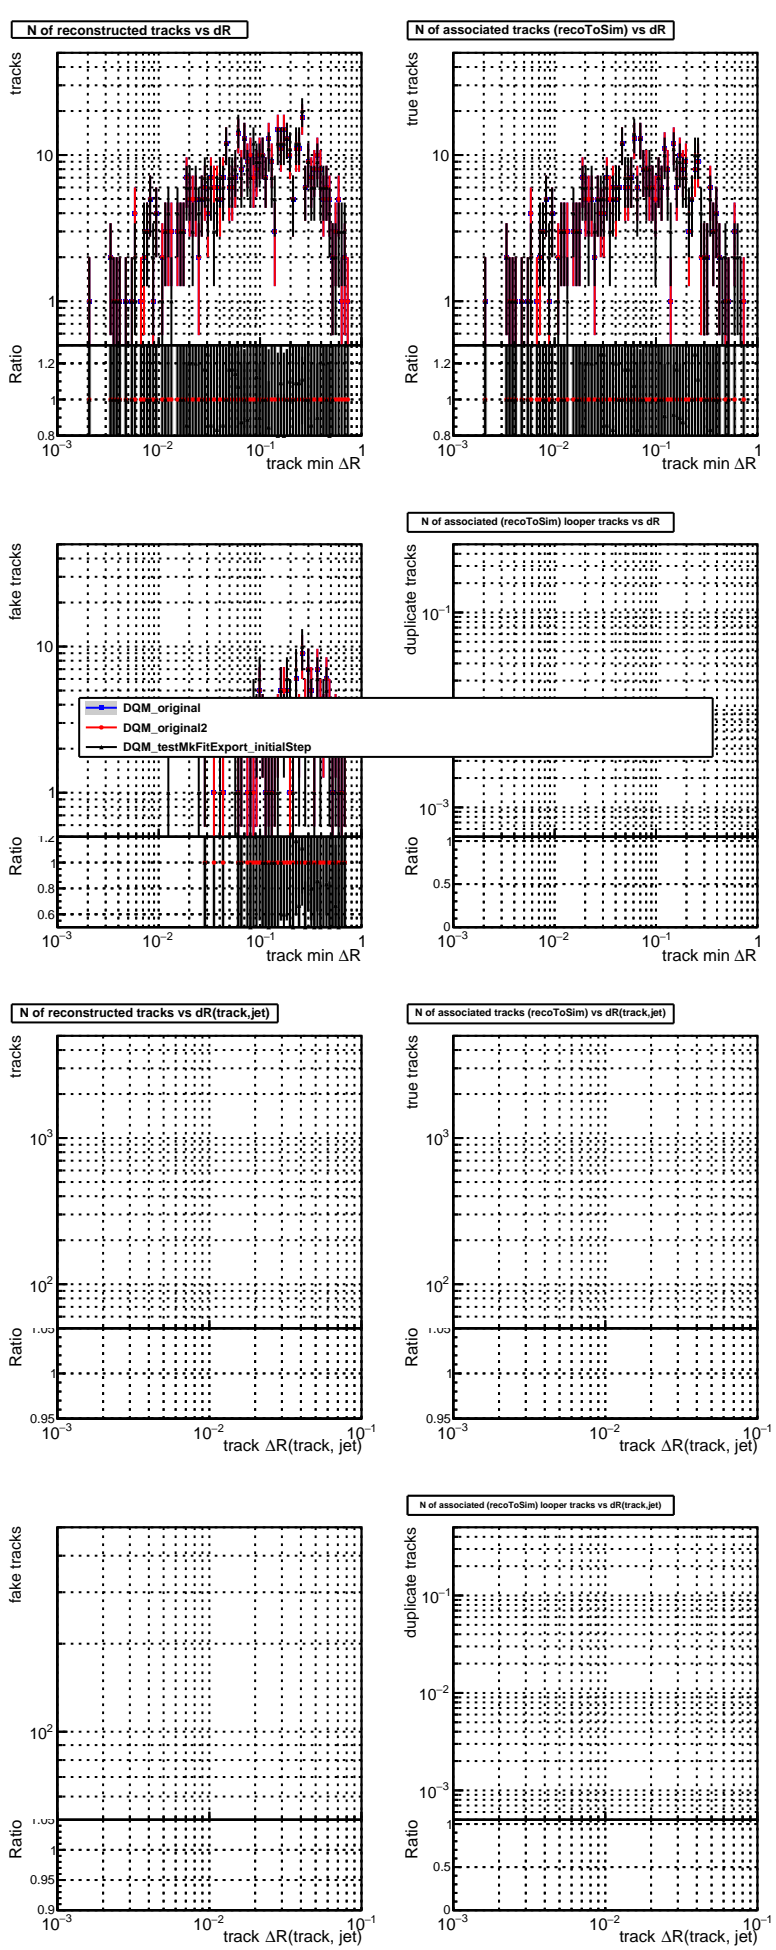 N of reconstructed tracks vs dR
tracks
10
1
Ratio
1.2
1
0.8
10−3
10−2
10−1
1
track min ΔR
N of associated tracks (recoToSim) vs dR
true tracks
10
1
Ratio
1.2
1
0.8
10−3
10−2
10−1
1
track min ΔR
fake tracks
10
1
Ratio
1.2
1
0.8
0.6
10−3
10−2
10−1
1
track min ΔR
N of associated (recoToSim) looper tracks vs dR
duplicate tracks
10−1
10−3
Ratio
1
0.5
0
10−3
10−2
10−1
1
track min ΔR
DQM_original
DQM_original2
DQM_testMkFitExport_initialStep
N of reconstructed tracks vs dR(track,jet)
tracks
103
102
Ratio
1.05
1
0.95
10−3
10−2
10−1
track ΔR(track, jet)
N of associated tracks (recoToSim) vs dR(track,jet)
true tracks
103
102
Ratio
1.05
1
0.95
10−3
10−2
10−1
track ΔR(track, jet)
fake tracks
102
Ratio
1.05
1
0.95
0.9
10−3
10−2
10−1
track ΔR(track, jet)
N of associated (recoToSim) looper tracks vs dR(track,jet)
duplicate tracks
10−1
10−2
10−3
Ratio
1
0.5
0
10−3
10−2
10−1
track ΔR(track, jet)